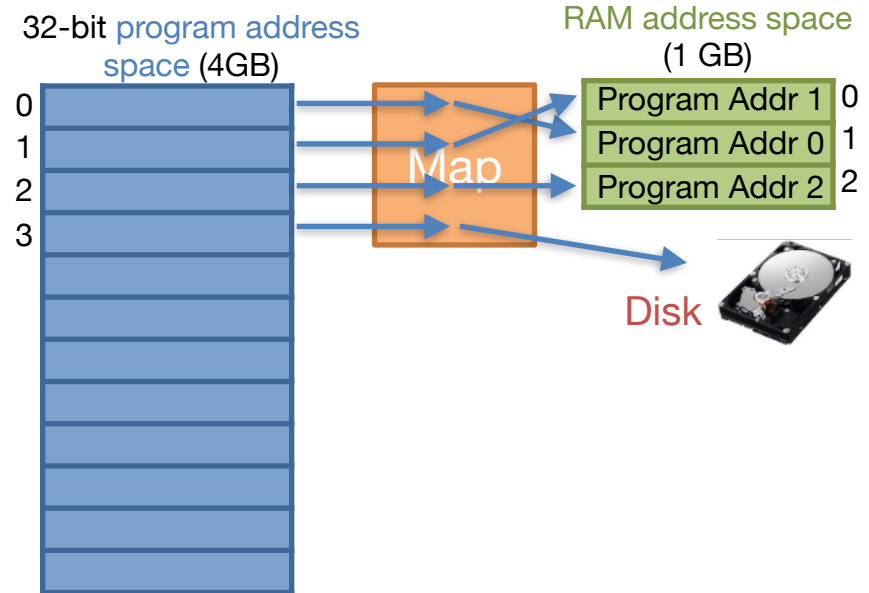 32-bit program address
space (4GB)
0
1
2
3
Map
RAM address space
(1 GB)
Program Addr 1 0
Program Addr 0 1
Program Addr 2 2
Disk